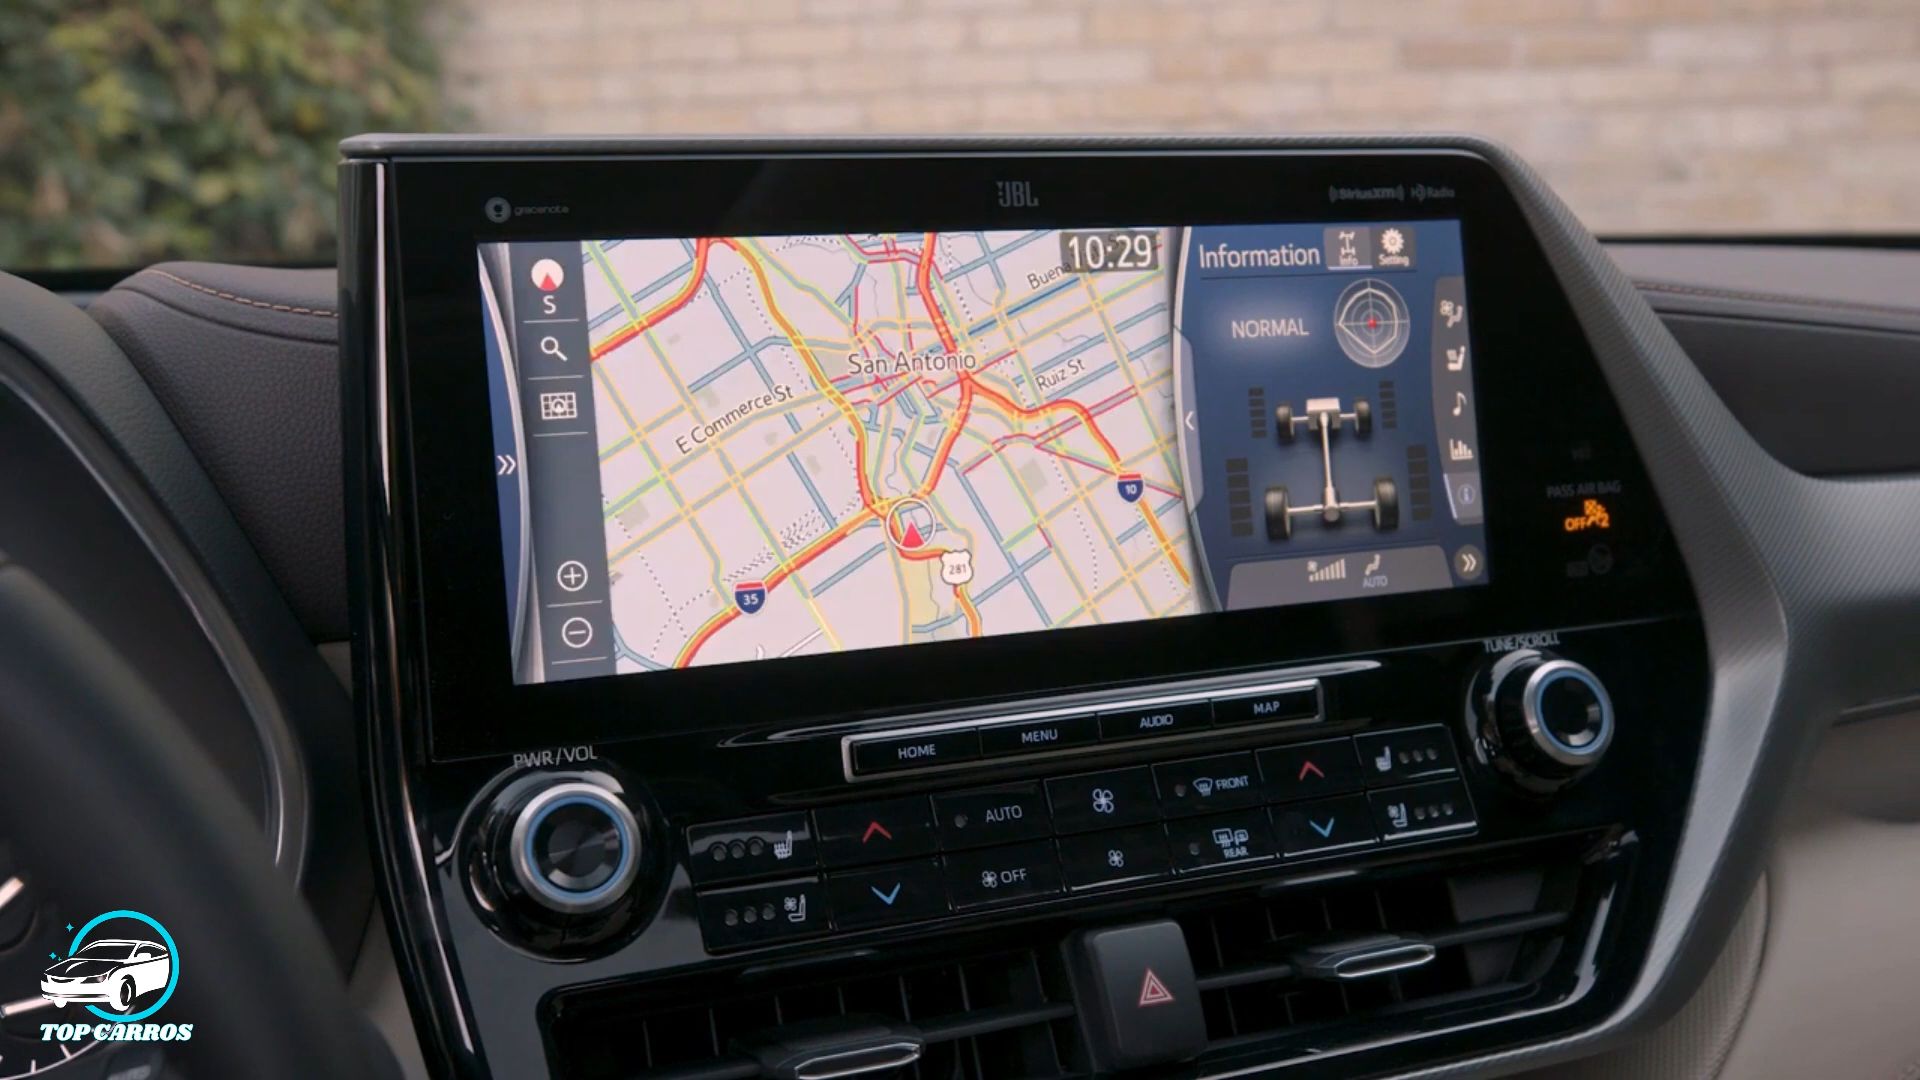 gracenote
JBL
SiriusXM HD Radio
10:29
Information
Info
Setting
S
Buena
NORMAL
San Antonio
Ruiz St
E Commerce St
10
281
35
AUTO
PASS AIR BAG
OFF 2
TUNE/SCROLL
PWR/VOL
HOME
MENU
AUDIO
MAP
AUTO
FRONT
OFF
REAR
TOP CARROS